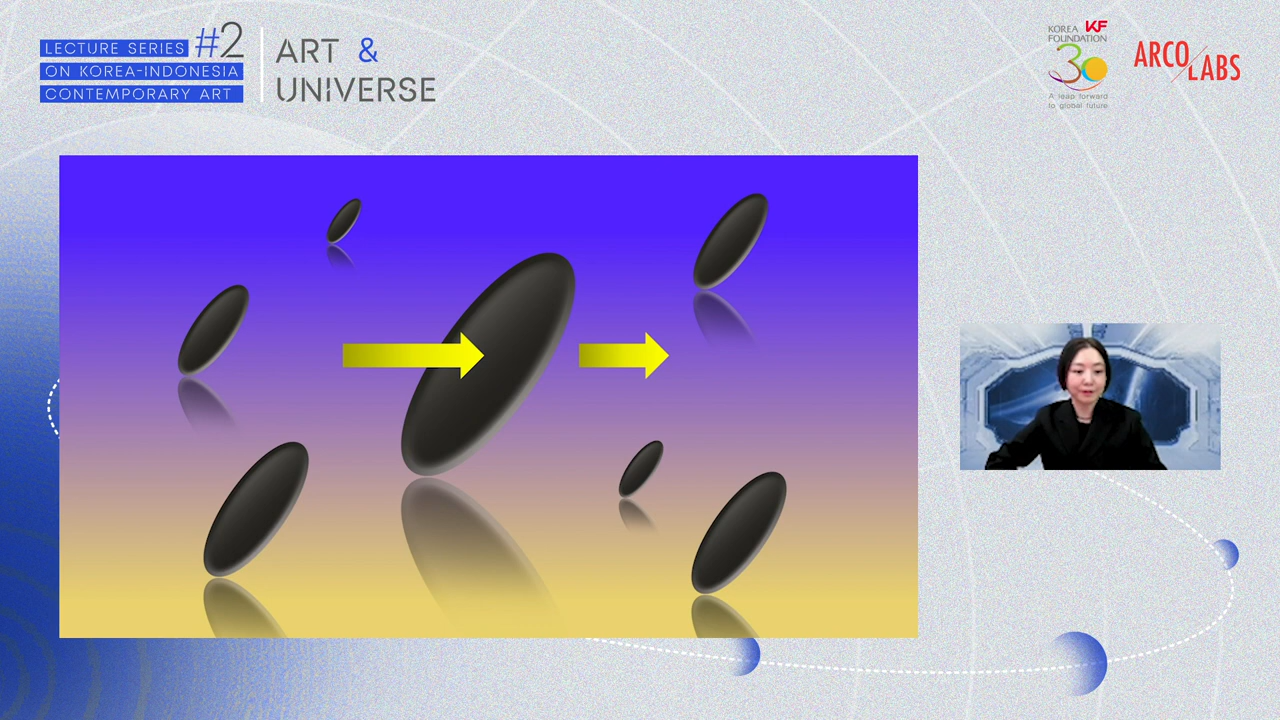 LECTURE SERIES #2
ON KOREA-INDONESIA
CONTEMPORARY ART
ART &
UNIVERSE
KOREA KF
FOUNDATION
30
A leap forward
to global future
ARCO/LABS